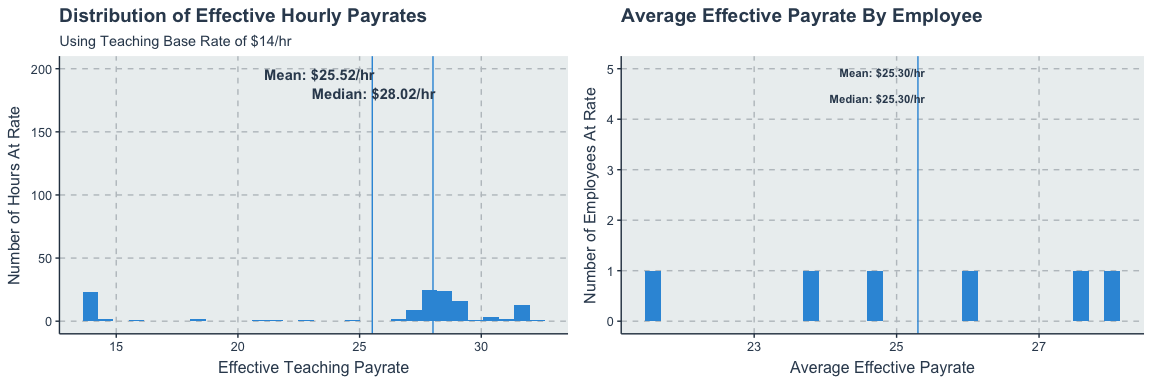 Distribution of Effective Hourly Payrates
Using Teaching Base Rate of $14/hr
Mean: $25.52/hr
Median: $28.02/hr
Number of Hours At Rate
200
150
100
50
0
15
20
25
30
Effective Teaching Payrate
Average Effective Payrate By Employee
Mean: $25.30/hr
Median: $25.30/hr
Number of Employees At Rate
5
4
3
2
1
0
23
25
27
Average Effective Payrate